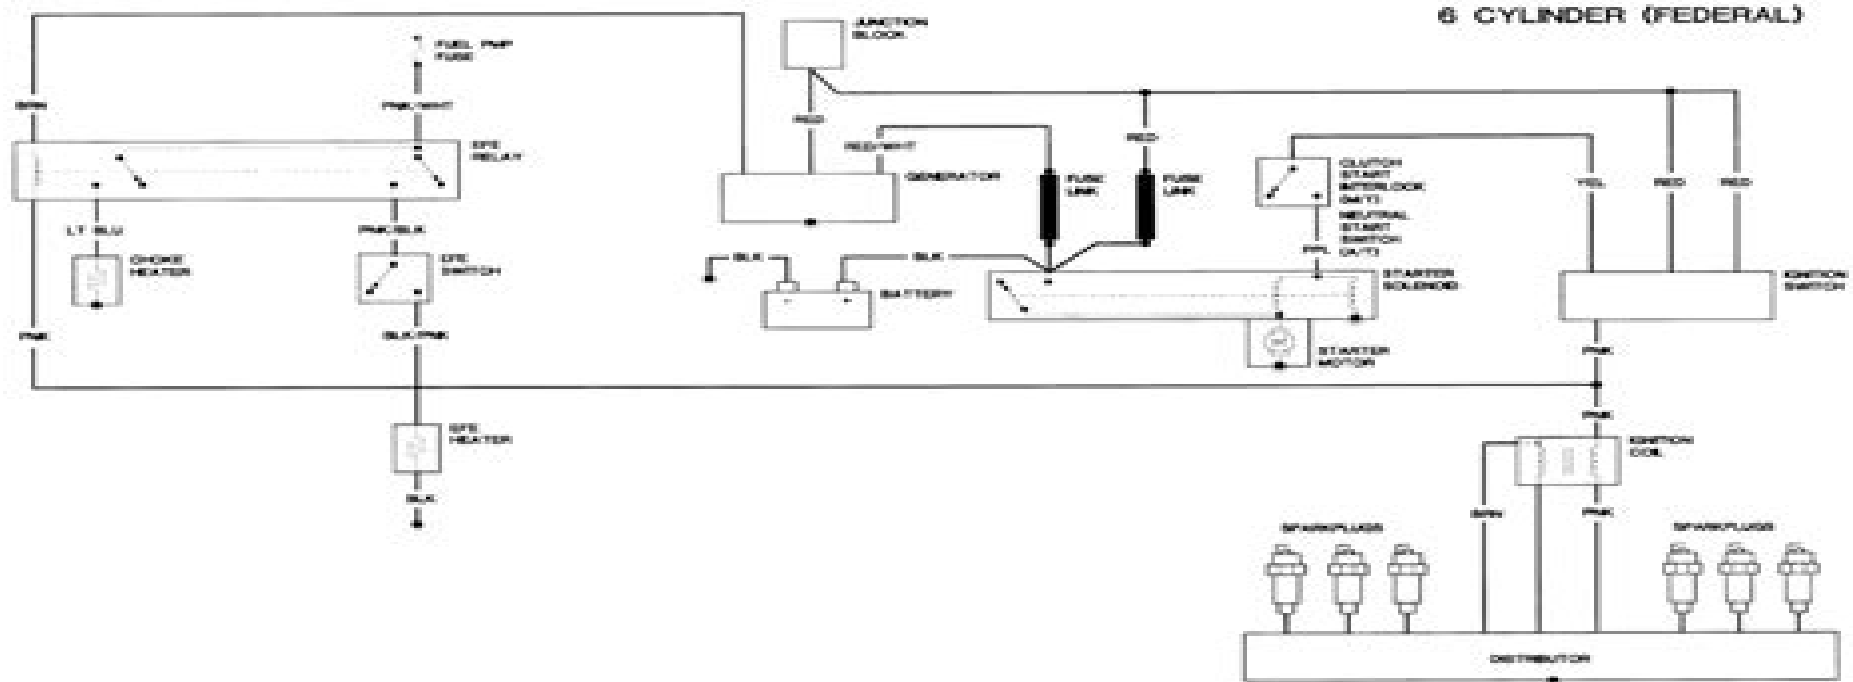 6 CYLINDER (FEDERAL)
JUNCTION
BLOCK
FUEL PMP
FUSE
BRN
PNK/WHT
RED
RED/WHT
RED
EFE
RELAY
GENERATOR
FUSE
LINK
FUSE
LINK
CLUTCH
START
INTERLOCK
(M/T)
NEUTRAL
START
SWITCH
(A/T)
YEL
RED
RED
LT BLU
PNK/BLK
CHOKE
HEATER
EFE
SWITCH
BLK
BLK
PPL
BATTERY
STARTER
SOLENOID
IGNITION
SWITCH
PNK
BLK/PNK
STARTER
MOTOR
PNK
EFE
HEATER
PNK
IGNITION
COIL
BLK
BRN
PNK
SPARKPLUGS
SPARKPLUGS
DISTRIBUTOR